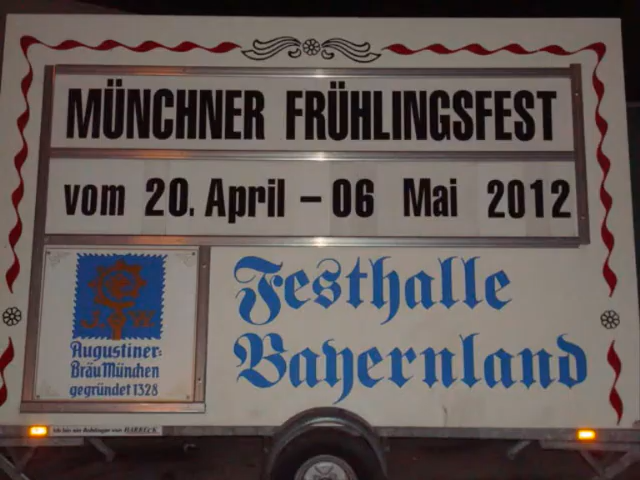 MÜNCHNER FRÜHLINGSFEST
vom 20. April – 06 Mai 2012
J. W.
Augustiner-
Bräu München
gegründet 1328
Festhalle
Bayernland